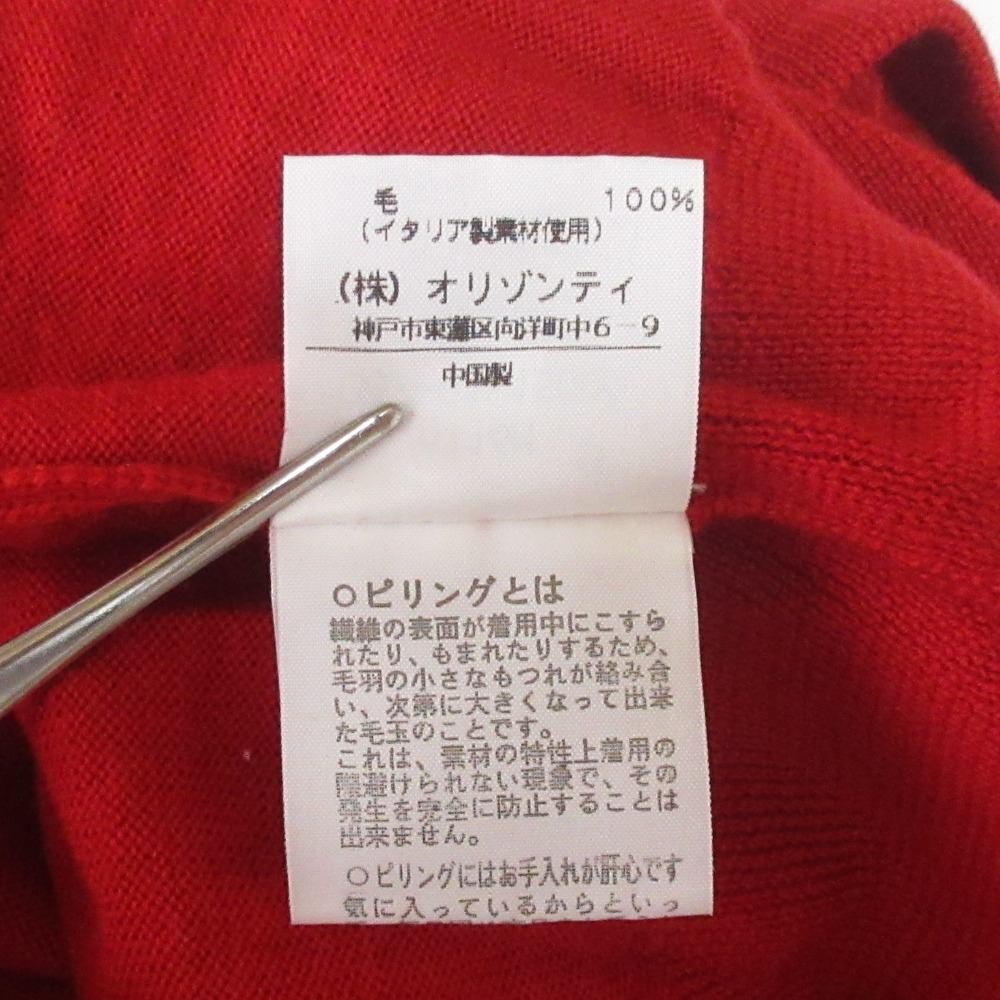 毛 100%
(イタリア製素材使用)
(株) オリゾンティ
神戸市東灘区向洋町中6-9
中国製
○ピリングとは
繊維の表面が着用中にこすら
れたり、もまれたりするため、
毛羽の小さなもつれが絡み合
い、次第に大きくなって出来
た毛玉のことです。
これは、素材の特性上着用の
際避けられない現象で、その
発生を完全に防止することは
出来ません。
○ピリングにはお手入れが肝心です
気に入っているからといっ